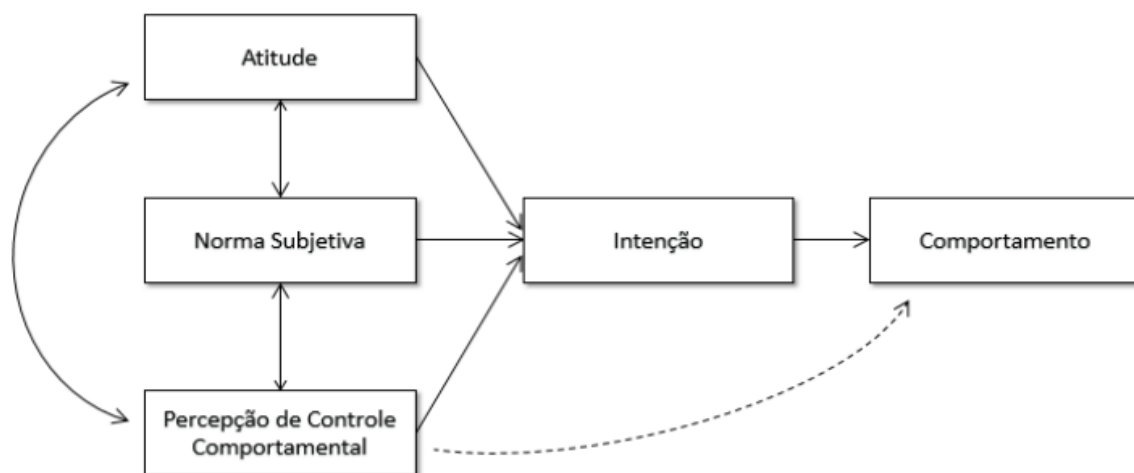 Atitude
Norma Subjetiva
Intenção
Comportamento
Percepção de Controle
Comportamental